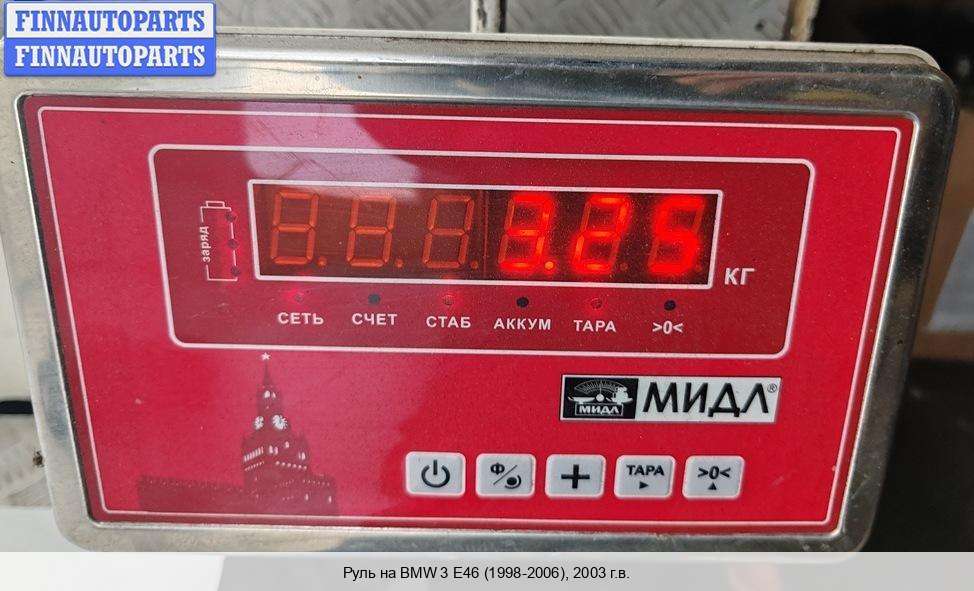 FINNAUTOPARTS
FINNAUTOPARTS
заряд
3.25
КГ
СЕТЬ СЧЕТ СТАБ АККУМ ТАРА >0<
МИДЛ МИДЛ®
Ф ТАРА >0<
Руль на BMW 3 E46 (1998-2006), 2003 г.в.